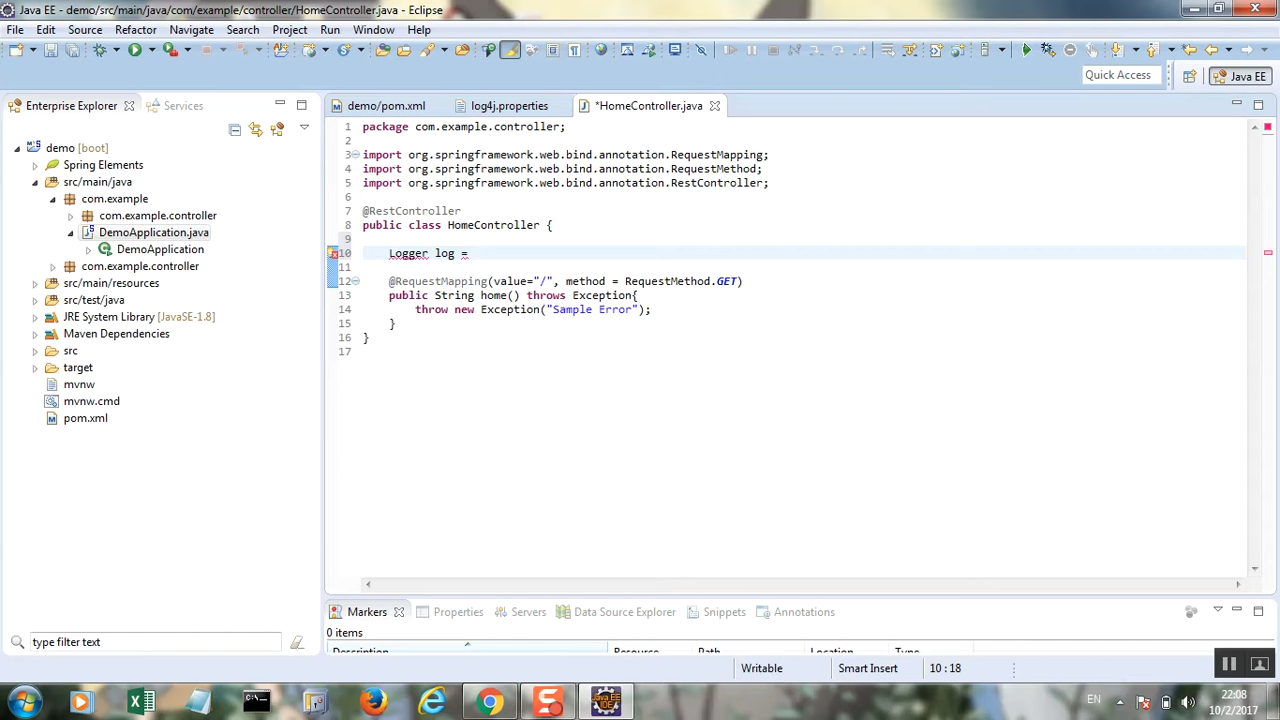 Java EE - demo/src/main/java/com/example/controller/HomeController.java - Eclipse
File Edit Source Refactor Navigate Search Project Run Window Help
Quick Access
Java EE
Enterprise Explorer
Services
demo/pom.xml
log4j.properties
*HomeController.java
demo [boot]
Spring Elements
src/main/java
com.example
com.example.controller
DemoApplication.java
DemoApplication
com.example.controller
src/main/resources
src/test/java
JRE System Library [JavaSE-1.8]
Maven Dependencies
src
target
mvnw
mvnw.cmd
pom.xml
type filter text
1 package com.example.controller;
2
3 import org.springframework.web.bind.annotation.RequestMapping;
4 import org.springframework.web.bind.annotation.RequestMethod;
5 import org.springframework.web.bind.annotation.RestController;
6
7 @RestController
8 public class HomeController {
9
10 Logger log =
11
12 @RequestMapping(value="/", method = RequestMethod.GET)
13 public String home() throws Exception{
14 throw new Exception("Sample Error");
15 }
16 }
17
Markers
Properties
Servers
Data Source Explorer
Snippets
Annotations
0 items
Description Resource Path Location Type
Writable
Smart Insert
10 : 18
EN
22:08
10/2/2017